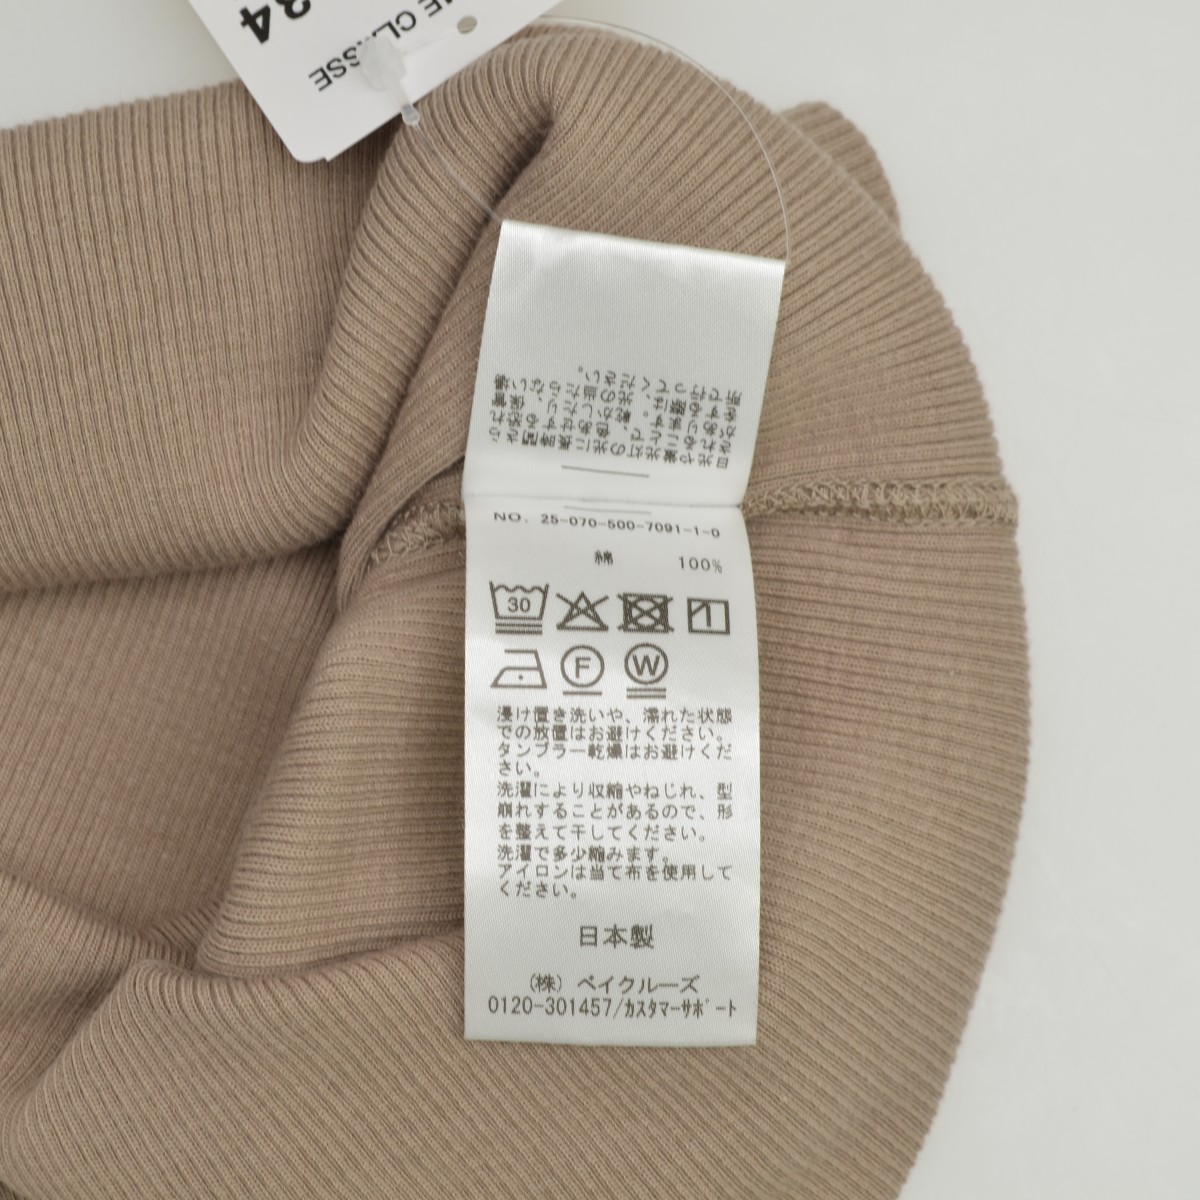 34
CLASSE
NO. 25-070-500-7091-1-0
綿 100%
30
F W
浸け置き洗いや、濡れた状態
での放置はお避けください。
タンブラー乾燥はお避けくだ
さい。
洗濯により収縮やねじれ、型
崩れすることがあるので、形
を整えて干してください。
洗濯で多少縮みます。
アイロンは当て布を使用して
ください。
日本製
(株) ベイクルーズ
0120-301457/カスタマーサポート